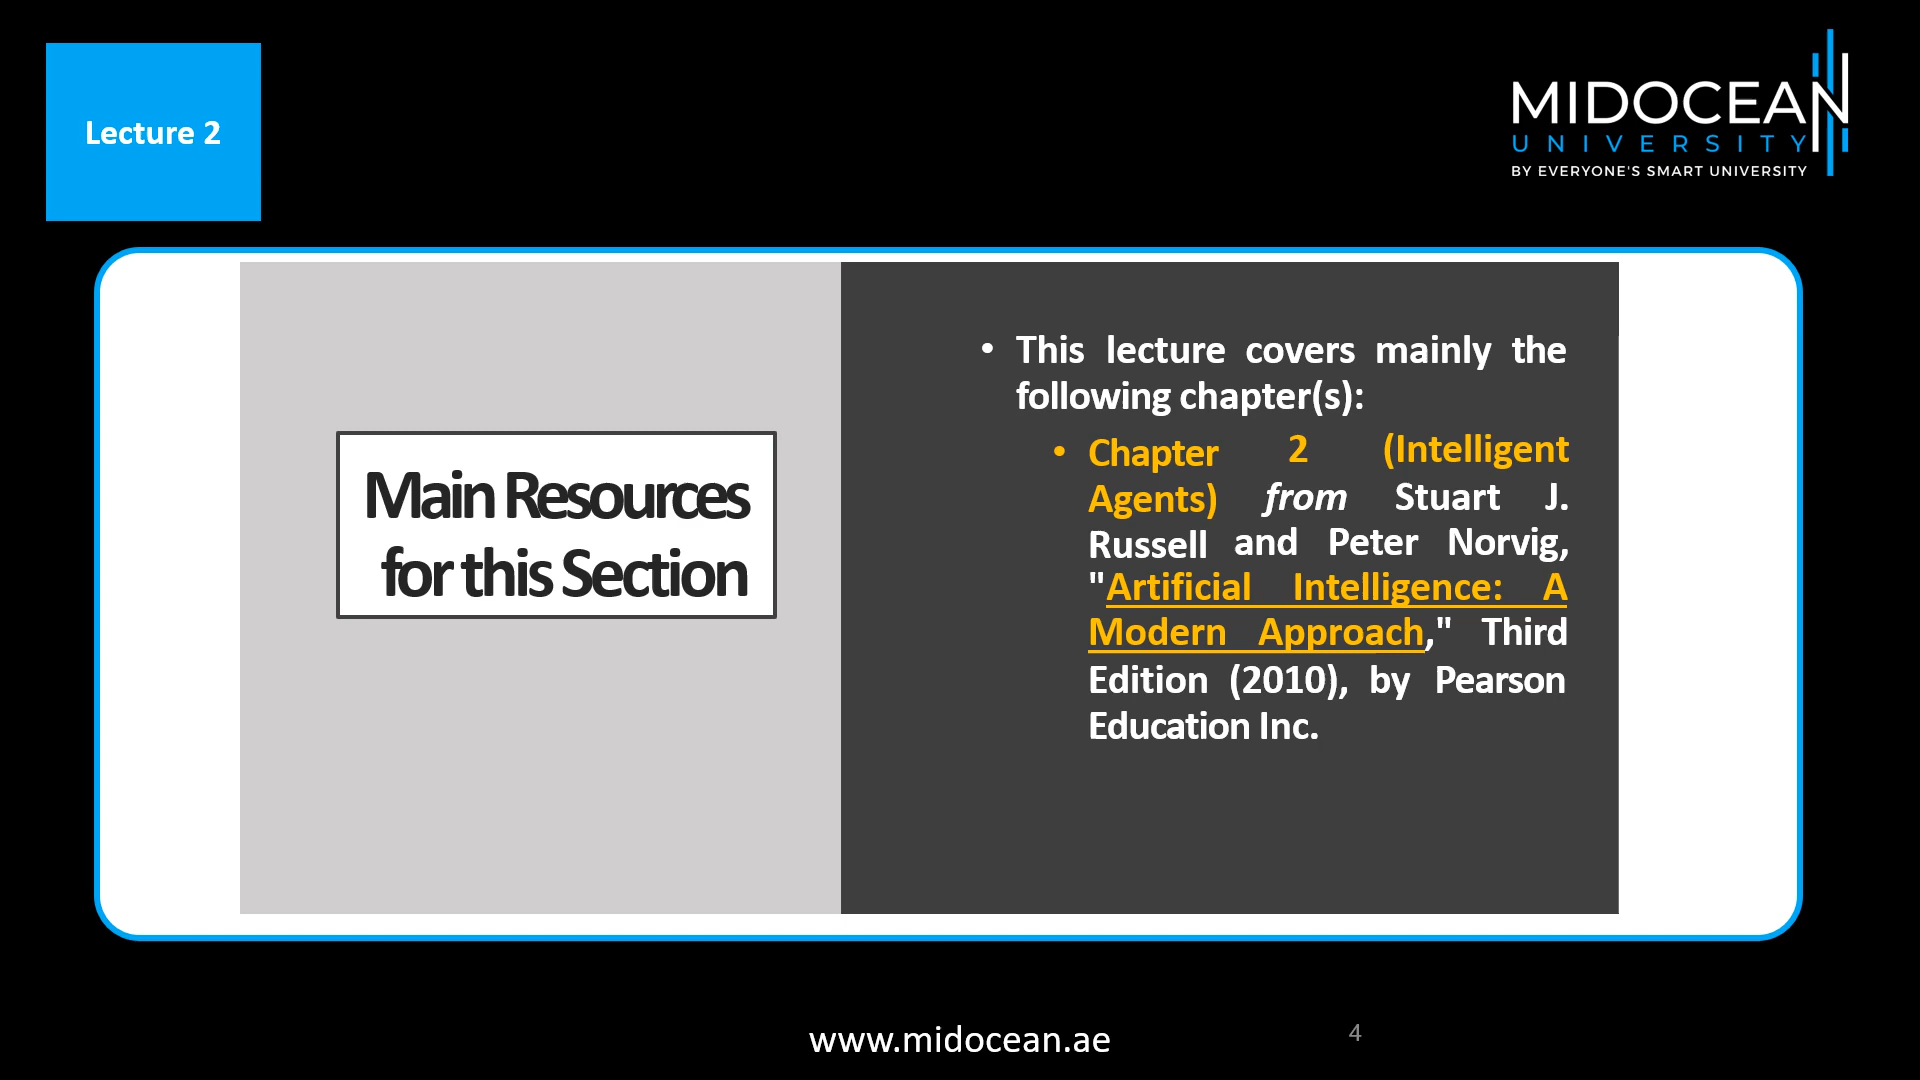 Lecture 2
MIDOCEAN
UNIVERSITY
BY EVERYONE'S SMART UNIVERSITY
Main Resources
for this Section
• This lecture covers mainly the
following chapter(s):
• Chapter 2 (Intelligent
Agents) from Stuart J.
Russell and Peter Norvig,
"Artificial Intelligence: A
Modern Approach," Third
Edition (2010), by Pearson
Education Inc.
www.midocean.ae
4